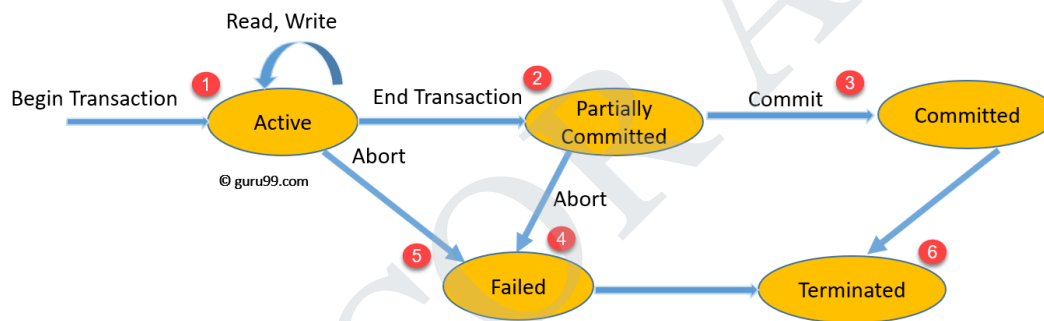 Read, Write
1
2
3
Begin Transaction
End Transaction
Commit
Active
Partially
Committed
Committed
Abort
© guru99.com
Abort
5
4
6
Failed
Terminated